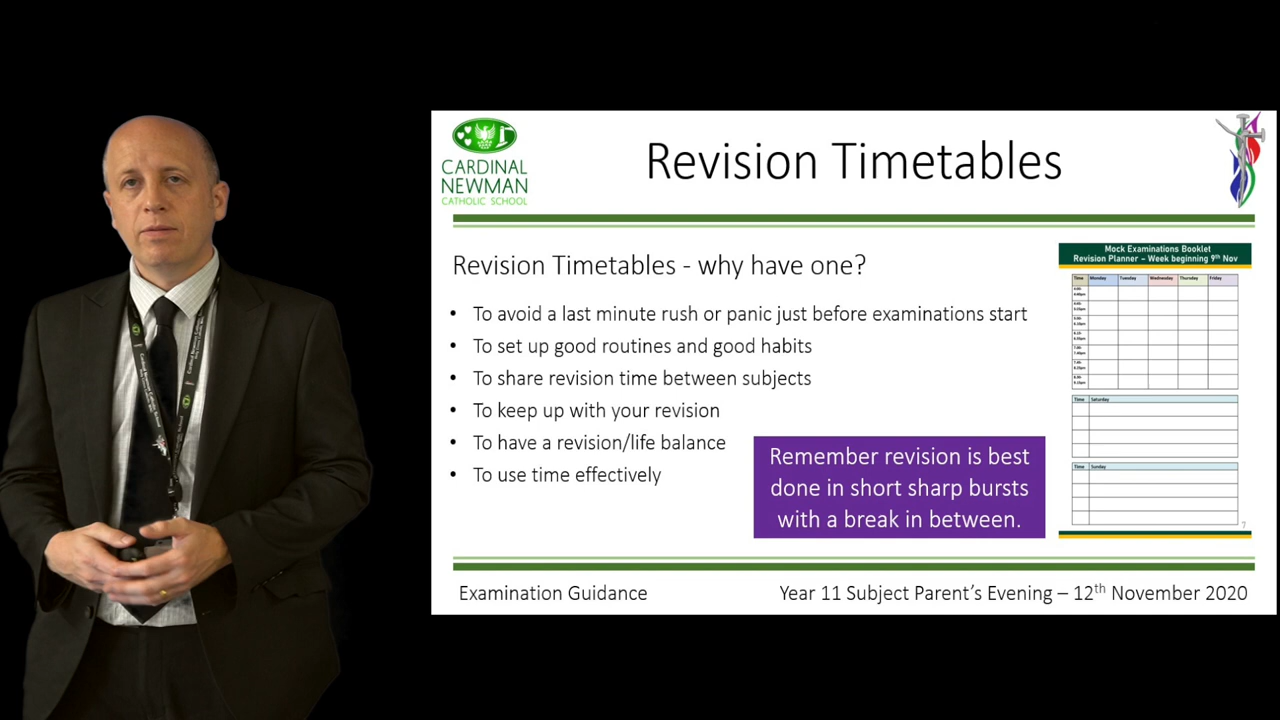 CARDINAL
NEWMAN
CATHOLIC SCHOOL
Revision Timetables
Revision Timetables - why have one?
• To avoid a last minute rush or panic just before examinations start
• To set up good routines and good habits
• To share revision time between subjects
• To keep up with your revision
• To have a revision/life balance
• To use time effectively
Remember revision is best
done in short sharp bursts
with a break in between.
Mock Examinations Booklet
Revision Planner – Week beginning 9th Nov
Time Monday Tuesday Wednesday Thursday Friday
Time Saturday
Time Sunday
7
Examination Guidance
Year 11 Subject Parent’s Evening – 12th November 2020